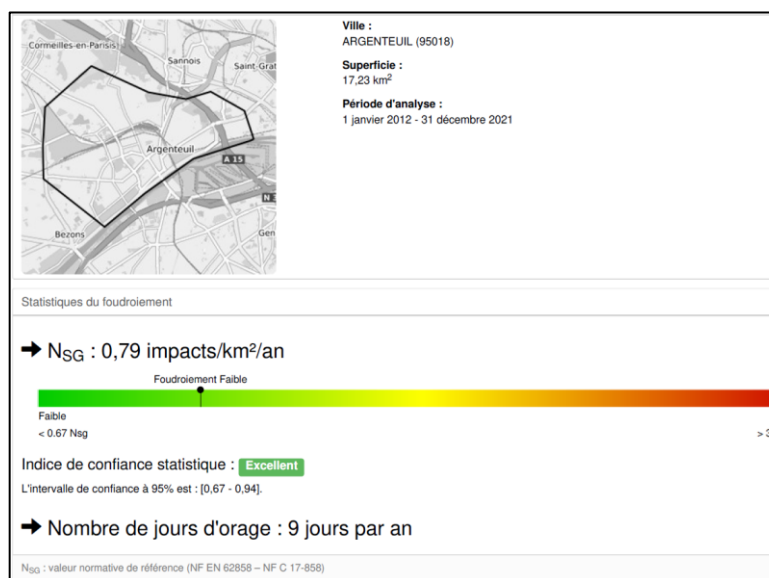 Cormeilles-en-Parisis
Sannois
Saint-Grat
Argenteuil
A 15
N 3
Bezons
Gen
Ville :
ARGENTEUIL (95018)
Superficie :
17,23 km²
Période d'analyse :
1 janvier 2012 - 31 décembre 2021
Statistiques du foudroiement
➔ NSG : 0,79 impacts/km²/an
Foudroiement Faible
Faible
< 0.67 Nsg
> 3
Indice de confiance statistique : Excellent
L'intervalle de confiance à 95% est : [0,67 - 0,94].
➔ Nombre de jours d'orage : 9 jours par an
NSG : valeur normative de référence (NF EN 62858 – NF C 17-858)